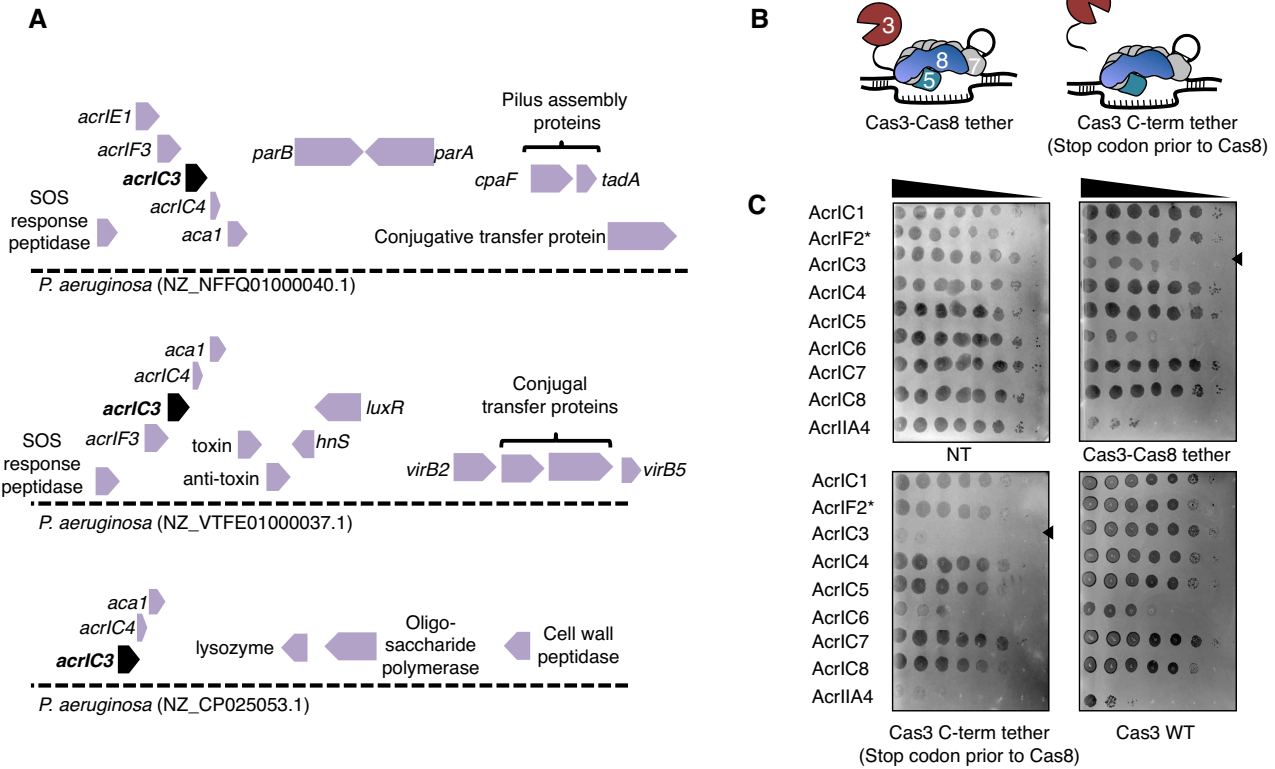 A
acrIE1
acrIF3
acrIC3
acrIC4
aca1
SOS
response
peptidase
parB
parA
Pilus assembly
proteins
cpaF
tadA
Conjugative transfer protein
P. aeruginosa (NZ_NFFQ01000040.1)
aca1
acrIC4
acrIC3
acrIF3
SOS
response
peptidase
toxin
anti-toxin
luxR
hnS
Conjugal
transfer proteins
virB2
virB5
P. aeruginosa (NZ_VTFE01000037.1)
aca1
acrIC4
acrIC3
lysozyme
Oligo-
saccharide
polymerase
Cell wall
peptidase
P. aeruginosa (NZ_CP025053.1)
B
3
8
7
5
Cas3-Cas8 tether
Cas3 C-term tether
(Stop codon prior to Cas8)
C
AcrIC1
AcrIF2*
AcrIC3
AcrIC4
AcrIC5
AcrIC6
AcrIC7
AcrIC8
AcrIIA4
NT
Cas3-Cas8 tether
AcrIC1
AcrIF2*
AcrIC3
AcrIC4
AcrIC5
AcrIC6
AcrIC7
AcrIC8
AcrIIA4
Cas3 C-term tether
(Stop codon prior to Cas8)
Cas3 WT